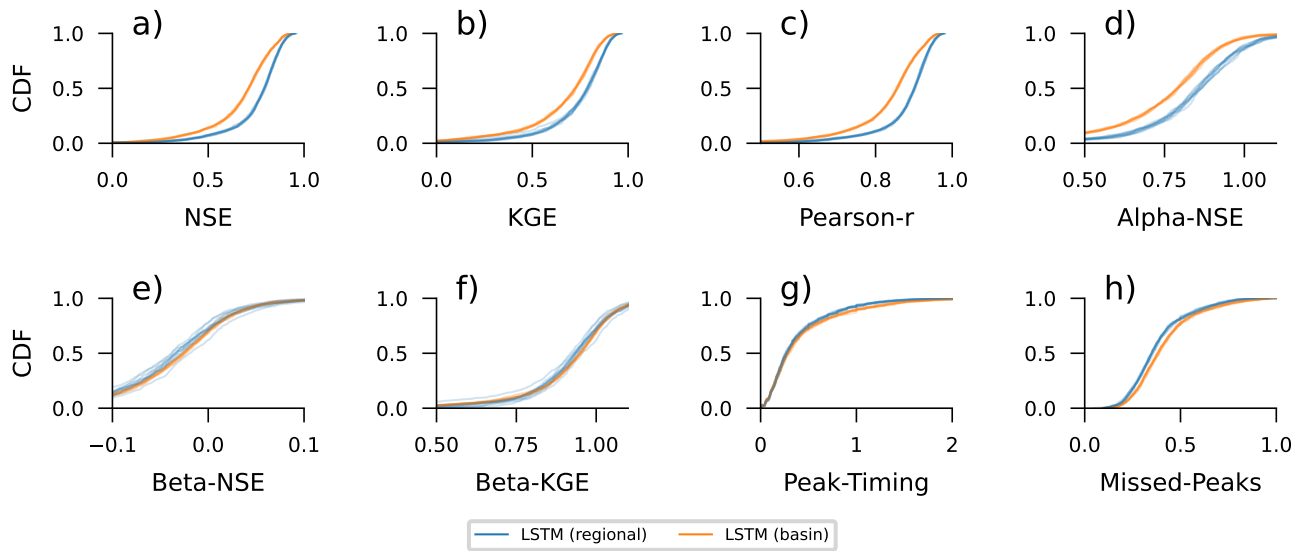 a) b) c) d)
1.0 1.0 1.0 1.0
CDF 0.5 0.5 0.5 0.5
0.0 0.0 0.0 0.0
0.0 0.5 1.0 0.0 0.5 1.0 0.6 0.8 1.0 0.50 0.75 1.00
NSE KGE Pearson-r Alpha-NSE
e) f) g) h)
1.0 1.0 1.0 1.0
CDF 0.5 0.5 0.5 0.5
0.0 0.0 0.0 0.0
−0.1 0.0 0.1 0.50 0.75 1.00 0 1 2 0.0 0.5 1.0
Beta-NSE Beta-KGE Peak-Timing Missed-Peaks
LSTM (regional) LSTM (basin)